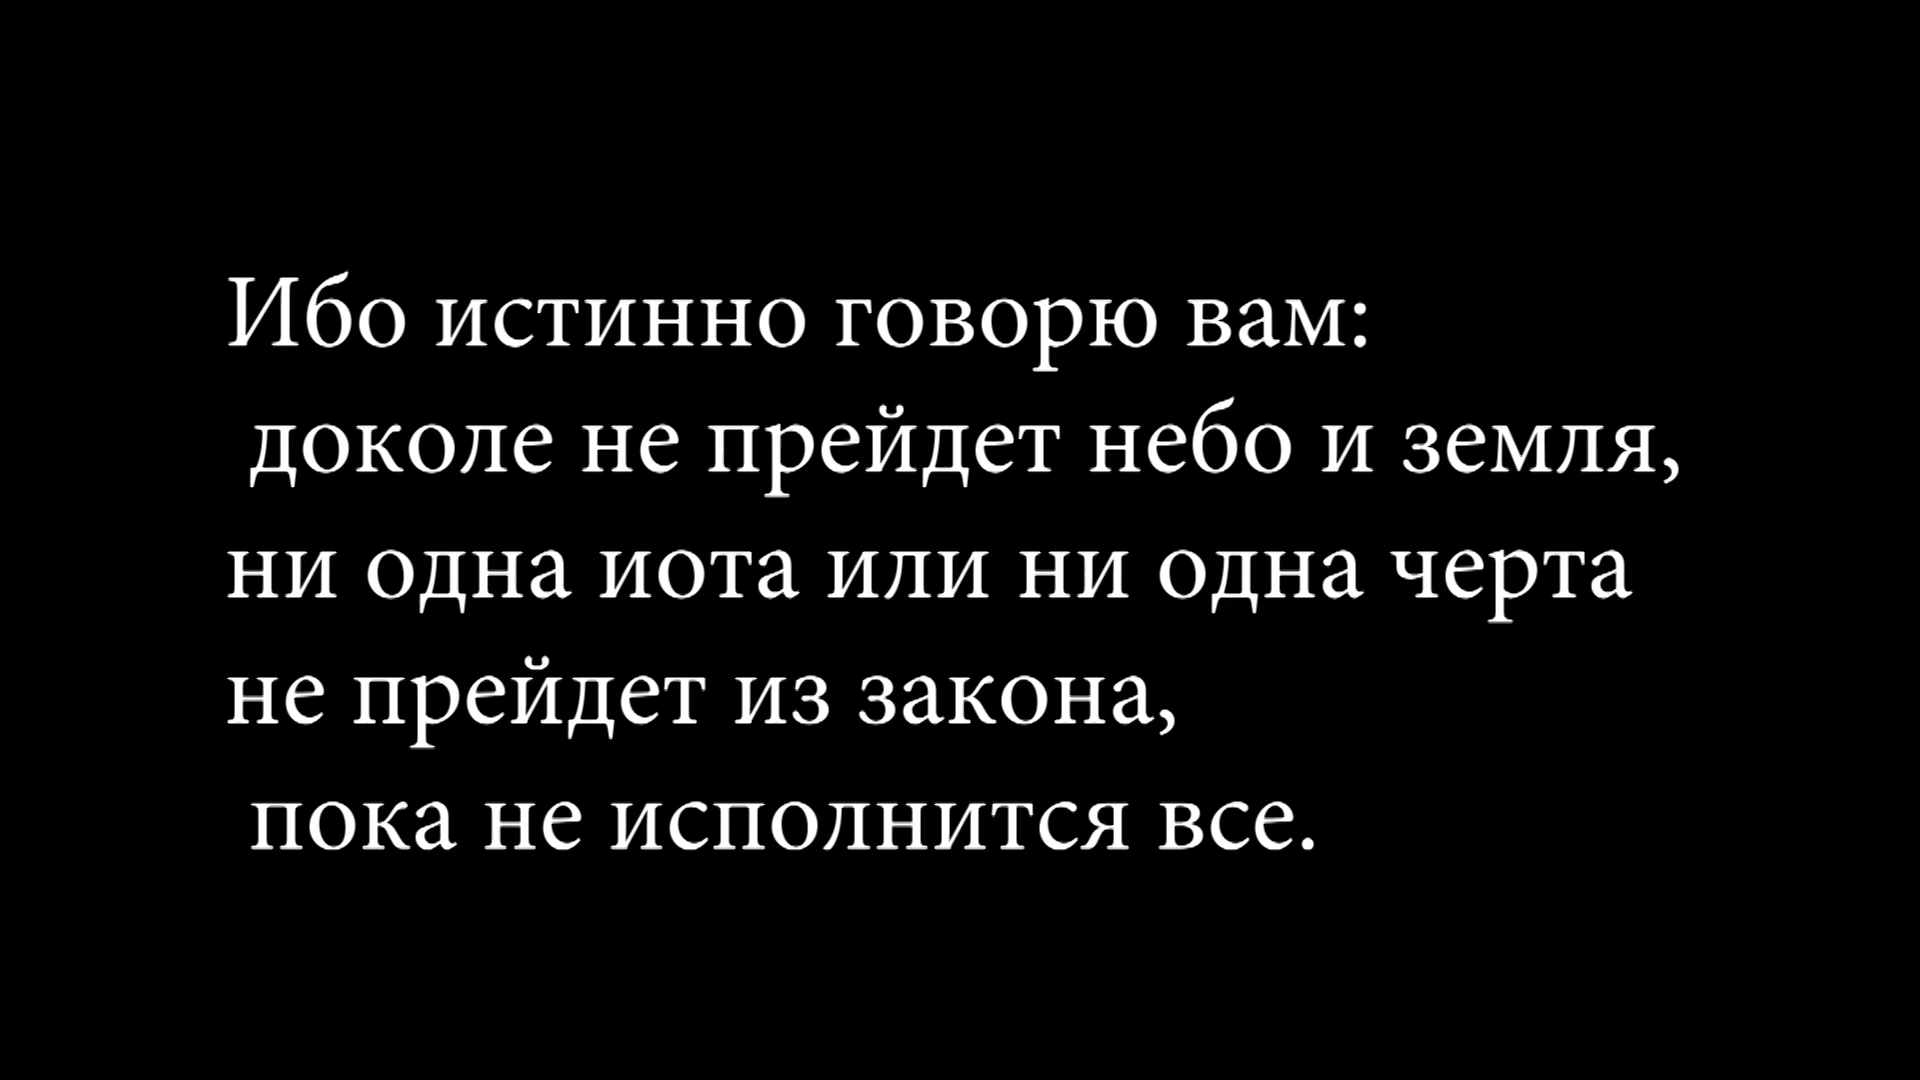 Ибо истинно говорю вам:
доколе не прейдет небо и земля,
ни одна иота или ни одна черта
не прейдет из закона,
пока не исполнится все.